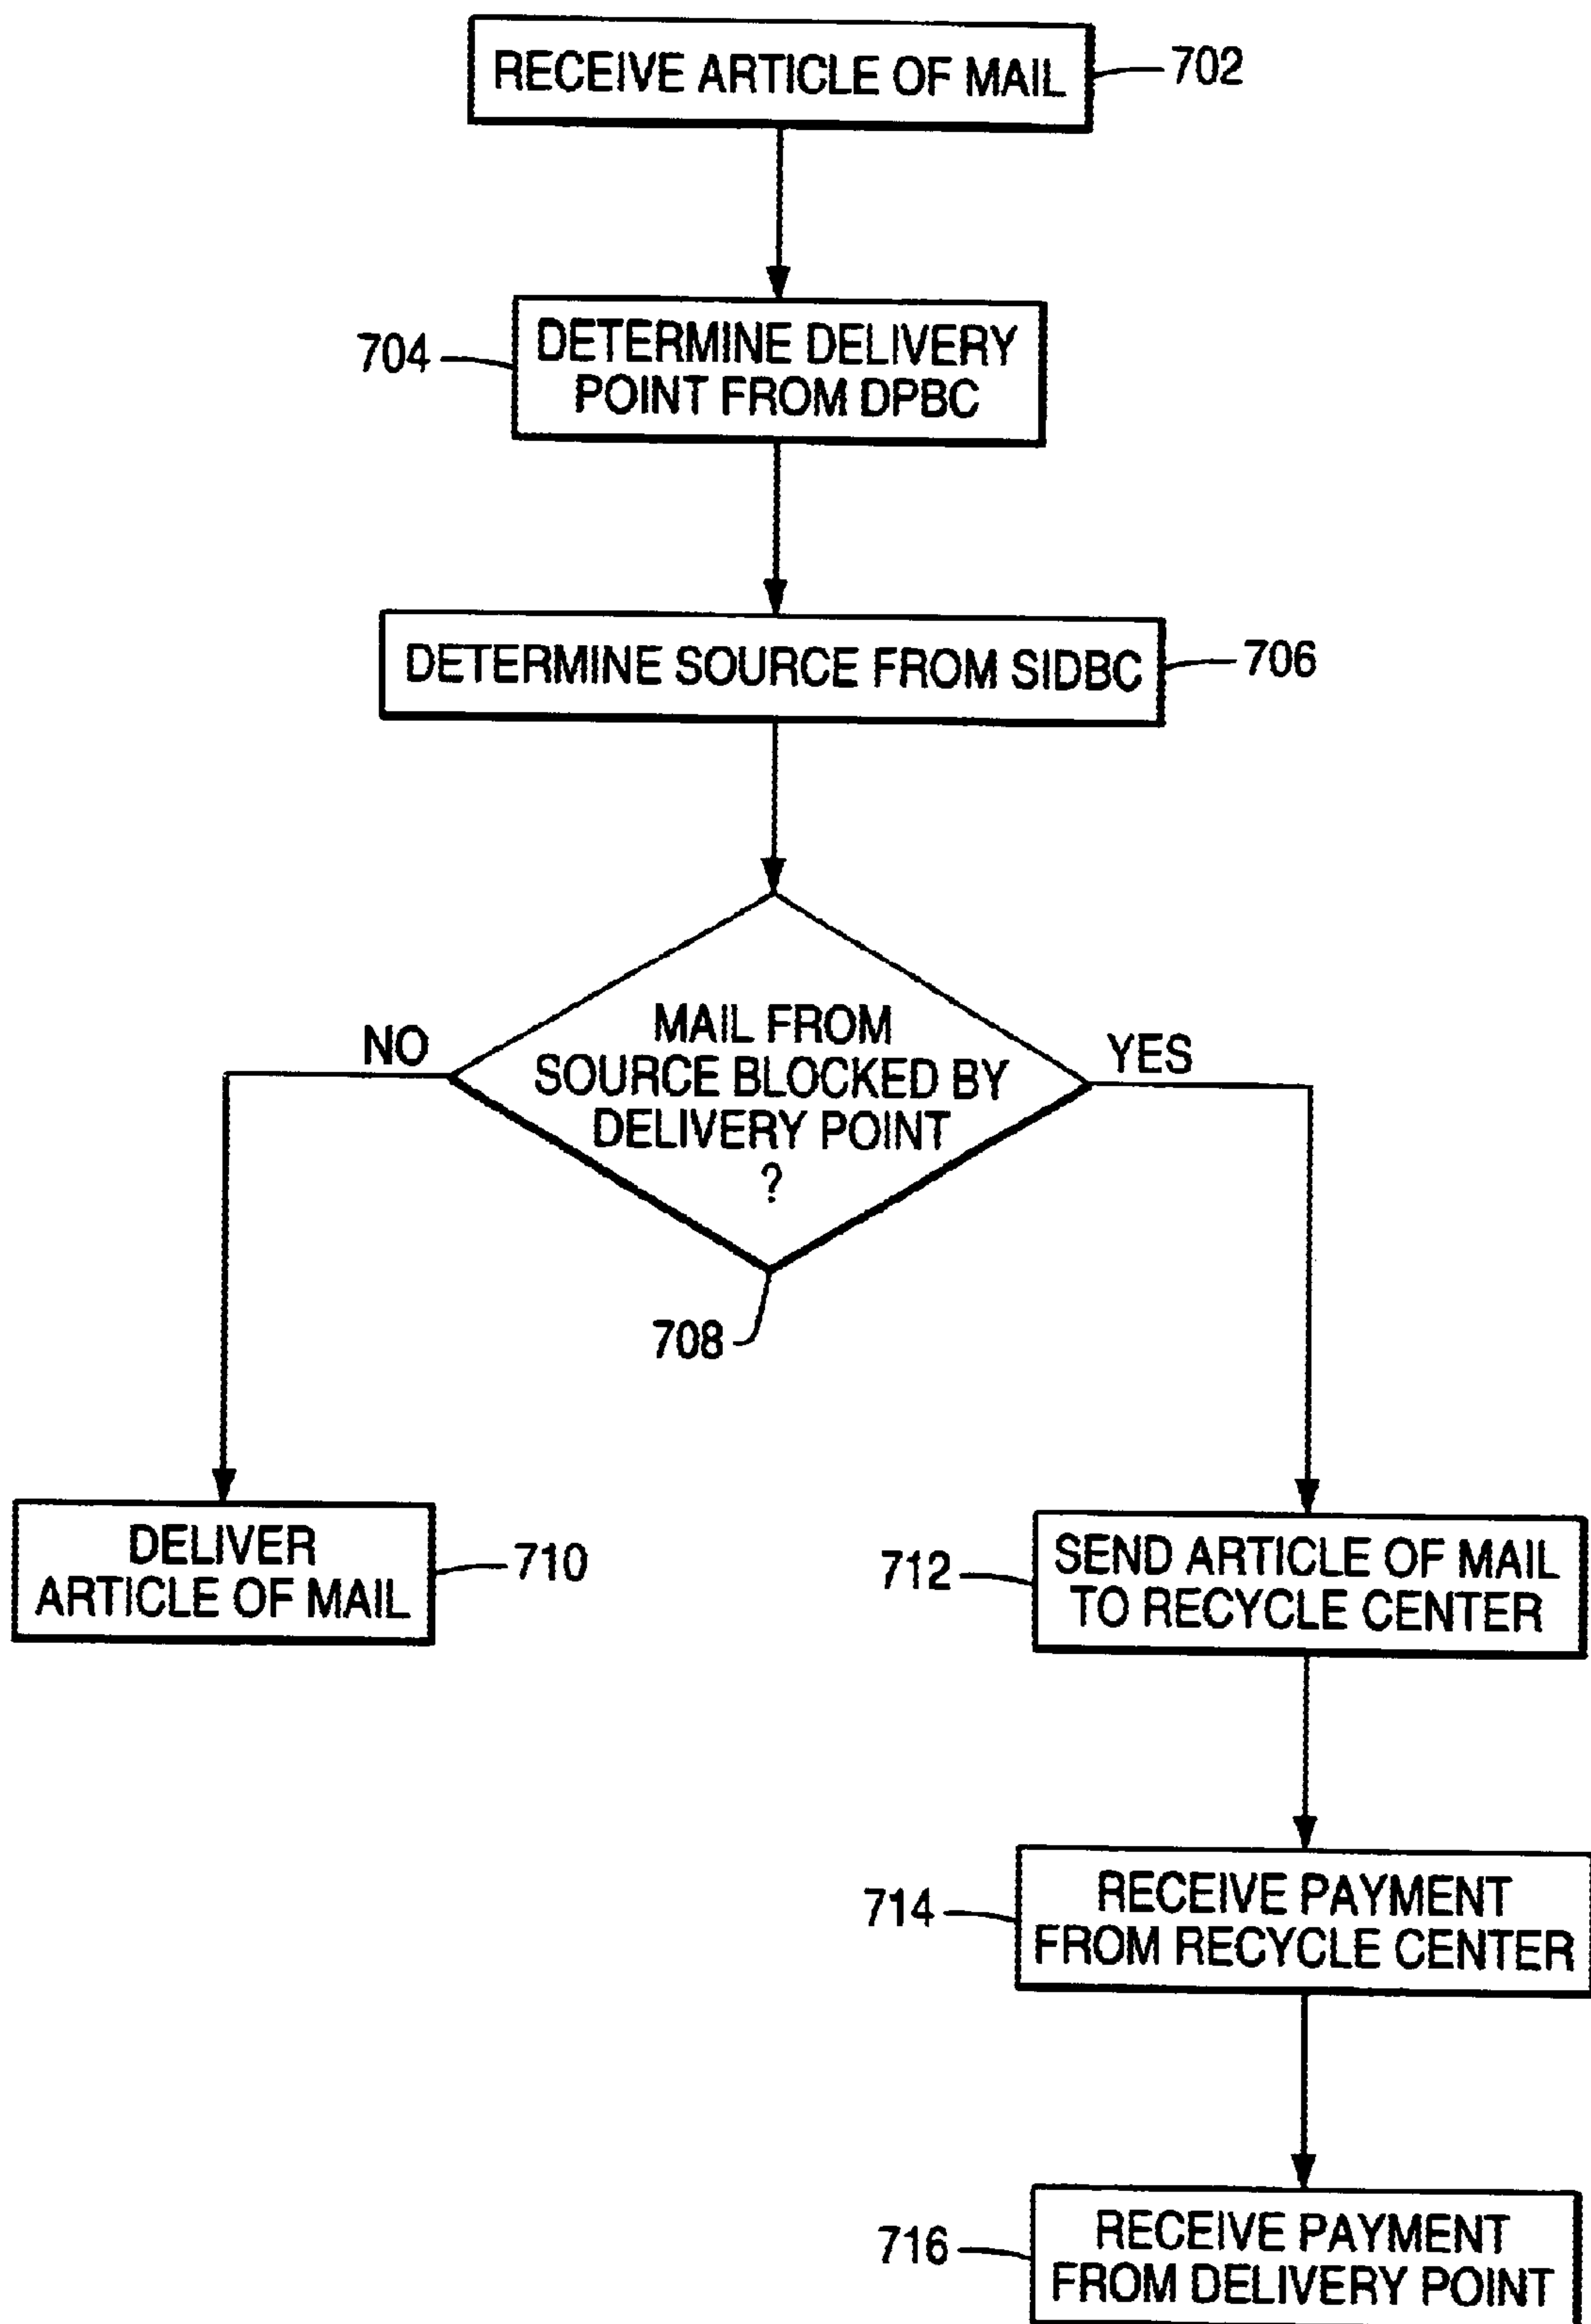 RECEIVE ARTICLE OF MAIL
702
704
DETERMINE DELIVERY
POINT FROM DPBC
DETERMINE SOURCE FROM SIDBC
706
NO
MAIL FROM
SOURCE BLOCKED BY
DELIVERY POINT
?
YES
708
DELIVER
ARTICLE OF MAIL
710
712
SEND ARTICLE OF MAIL
TO RECYCLE CENTER
714
RECEIVE PAYMENT
FROM RECYCLE CENTER
716
RECEIVE PAYMENT
FROM DELIVERY POINT